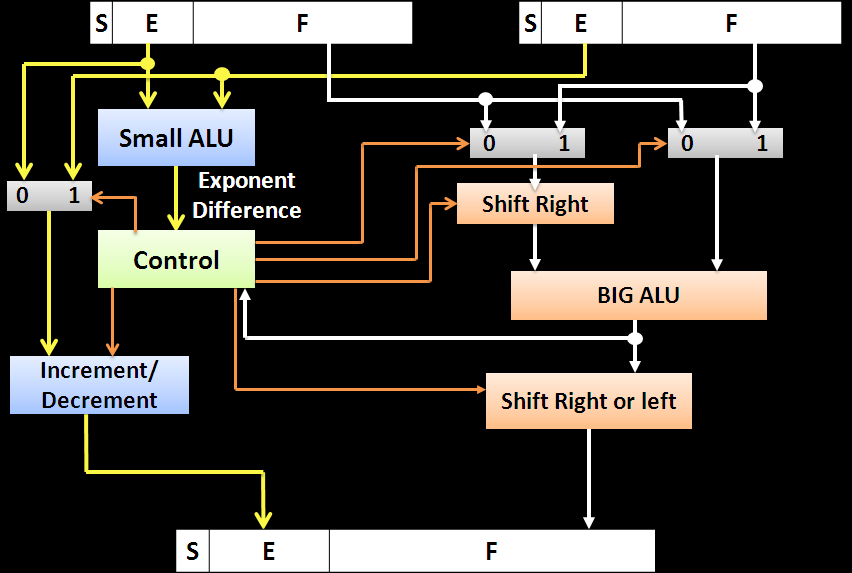 S E F
S E F
Small ALU
0 1
0 1
0 1
Exponent
Difference
Shift Right
Control
BIG ALU
Increment/
Decrement
Shift Right or left
S E F